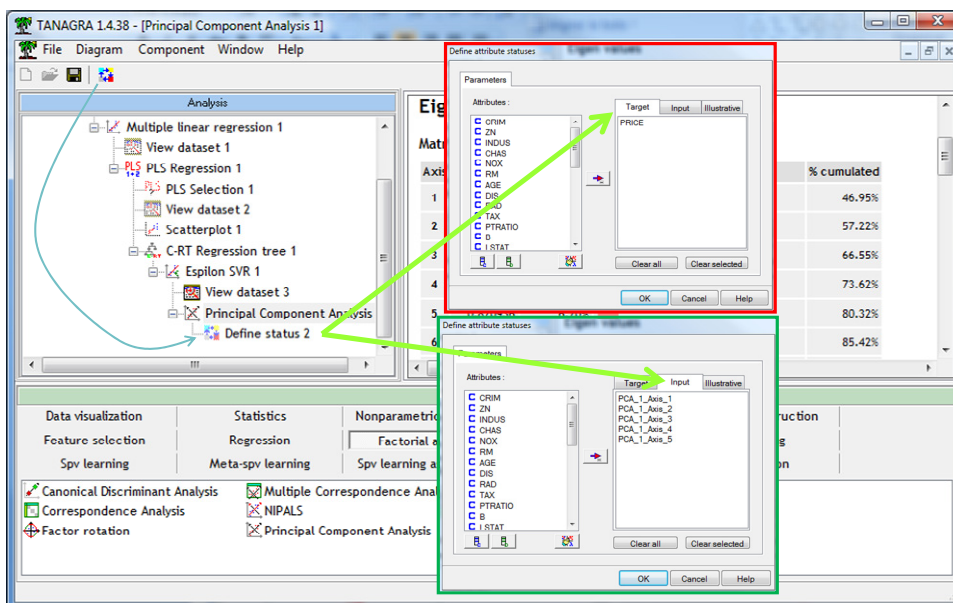 TANAGRA 1.4.38 - [Principal Component Analysis 1]
File Diagram Component Window Help
Analysis
Multiple linear regression 1
View dataset 1
PLS
1+2
PLS Regression 1
PLS Selection 1
View dataset 2
Scatterplot 1
C-RT Regression tree 1
Espilon SVR 1
View dataset 3
Principal Component Analysis
Define status 2
Eig
Matr
Axis
% cumulated
1 46.95%
2 57.22%
3 66.55%
4 73.62%
5 80.32%
6 85.42%
Define attribute statuses
Parameters
Attributes :
Target Input Illustrative
C CRIM
C ZN
C INDUS
C CHAS
C NOX
C RM
C AGE
C DIS
C RAD
C TAX
C PTRATIO
C B
C LSTAT
PRICE
Clear all Clear selected
OK Cancel Help
Eigen values
Define attribute statuses
Parameters
Attributes :
Target Input Illustrative
C CRIM
C ZN
C INDUS
C CHAS
C NOX
C RM
C AGE
C DIS
C RAD
C TAX
C PTRATIO
C B
C LSTAT
PCA_1_Axis_1
PCA_1_Axis_2
PCA_1_Axis_3
PCA_1_Axis_4
PCA_1_Axis_5
Clear all Clear selected
OK Cancel Help
Data visualization Statistics Nonparametric uction
Feature selection Regression Factorial a g
Spv learning Meta-spv learning Spv learning a on
Canonical Discriminant Analysis Multiple Correspondence Anal
Correspondence Analysis NIPALS
Factor rotation Principal Component Analysis